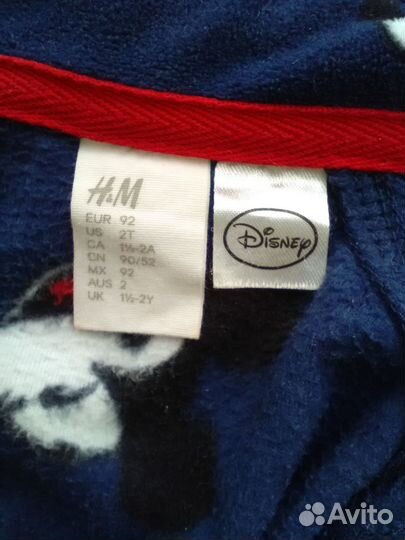 H&M
EUR 92
US 2T
CA 1½-2A
CN 90/52
MX 92
AUS 2
UK 1½-2Y
Disney
Avito